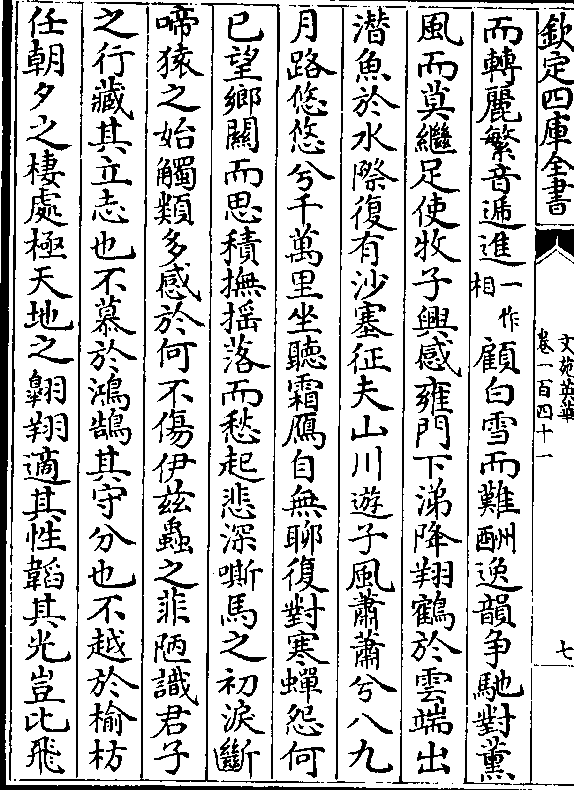 欽定四庫全書
文苑英華
卷一百四十一
七
而轉麗繁音遞進一作相顧白雪而難酬逸韻争馳對薰
風而莫繼足使牧子興感雍門下涕降翔鶴於雲端出
潛魚於水際復有沙塞征夫山川遊子風蕭蕭兮八九
月路悠悠兮千萬里坐聽霜鴈自無聊復對寒蟬怨何
已望鄉關而思積撫揺落而愁起悲深嘶馬之初淚斷
啼猿之始觸類多感於何不傷伊兹蟲之菲陋識君子
之行藏其立志也不慕於鴻鵠其守分也不越於榆枋
任朝夕之棲處極天地之翺翔適其性韜其光豈比飛